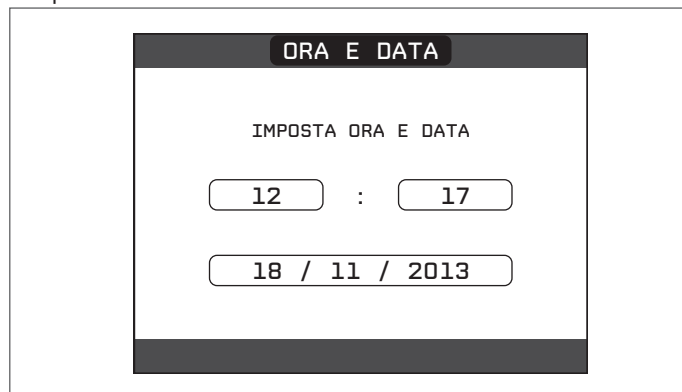 ORA E DATA
IMPOSTA ORA E DATA
12 : 17
18 / 11 / 2013